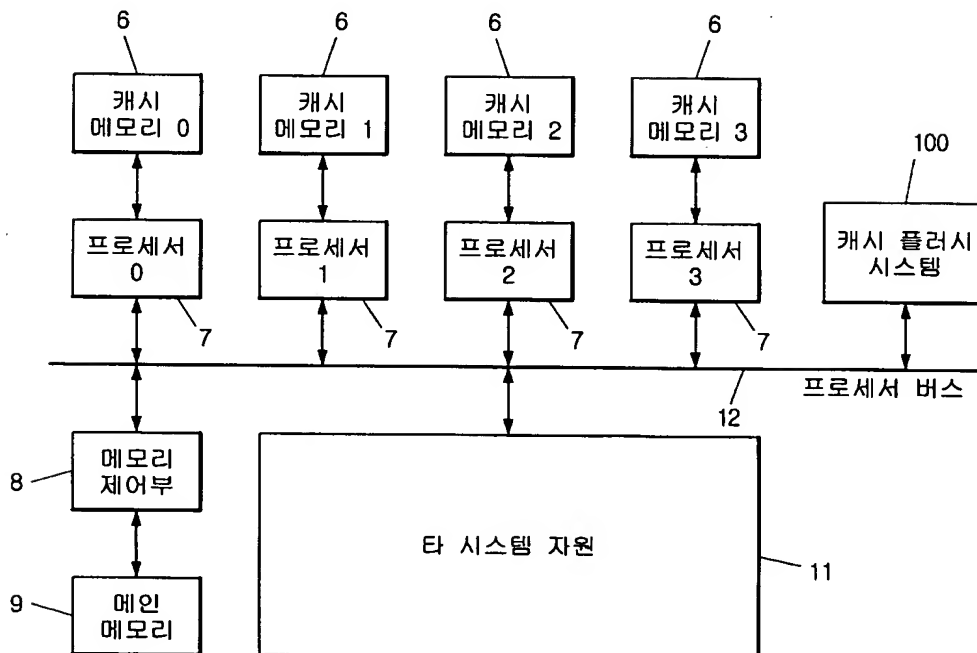 6
6
6
6
캐시
메모리 0
캐시
메모리 1
캐시
메모리 2
캐시
메모리 3
100
프로세서
0
프로세서
1
프로세서
2
프로세서
3
캐시 플러시
시스템
7
7
7
7
12
프로세서 버스
8
메모리
제어부
타 시스템 자원
11
9
메인
메모리